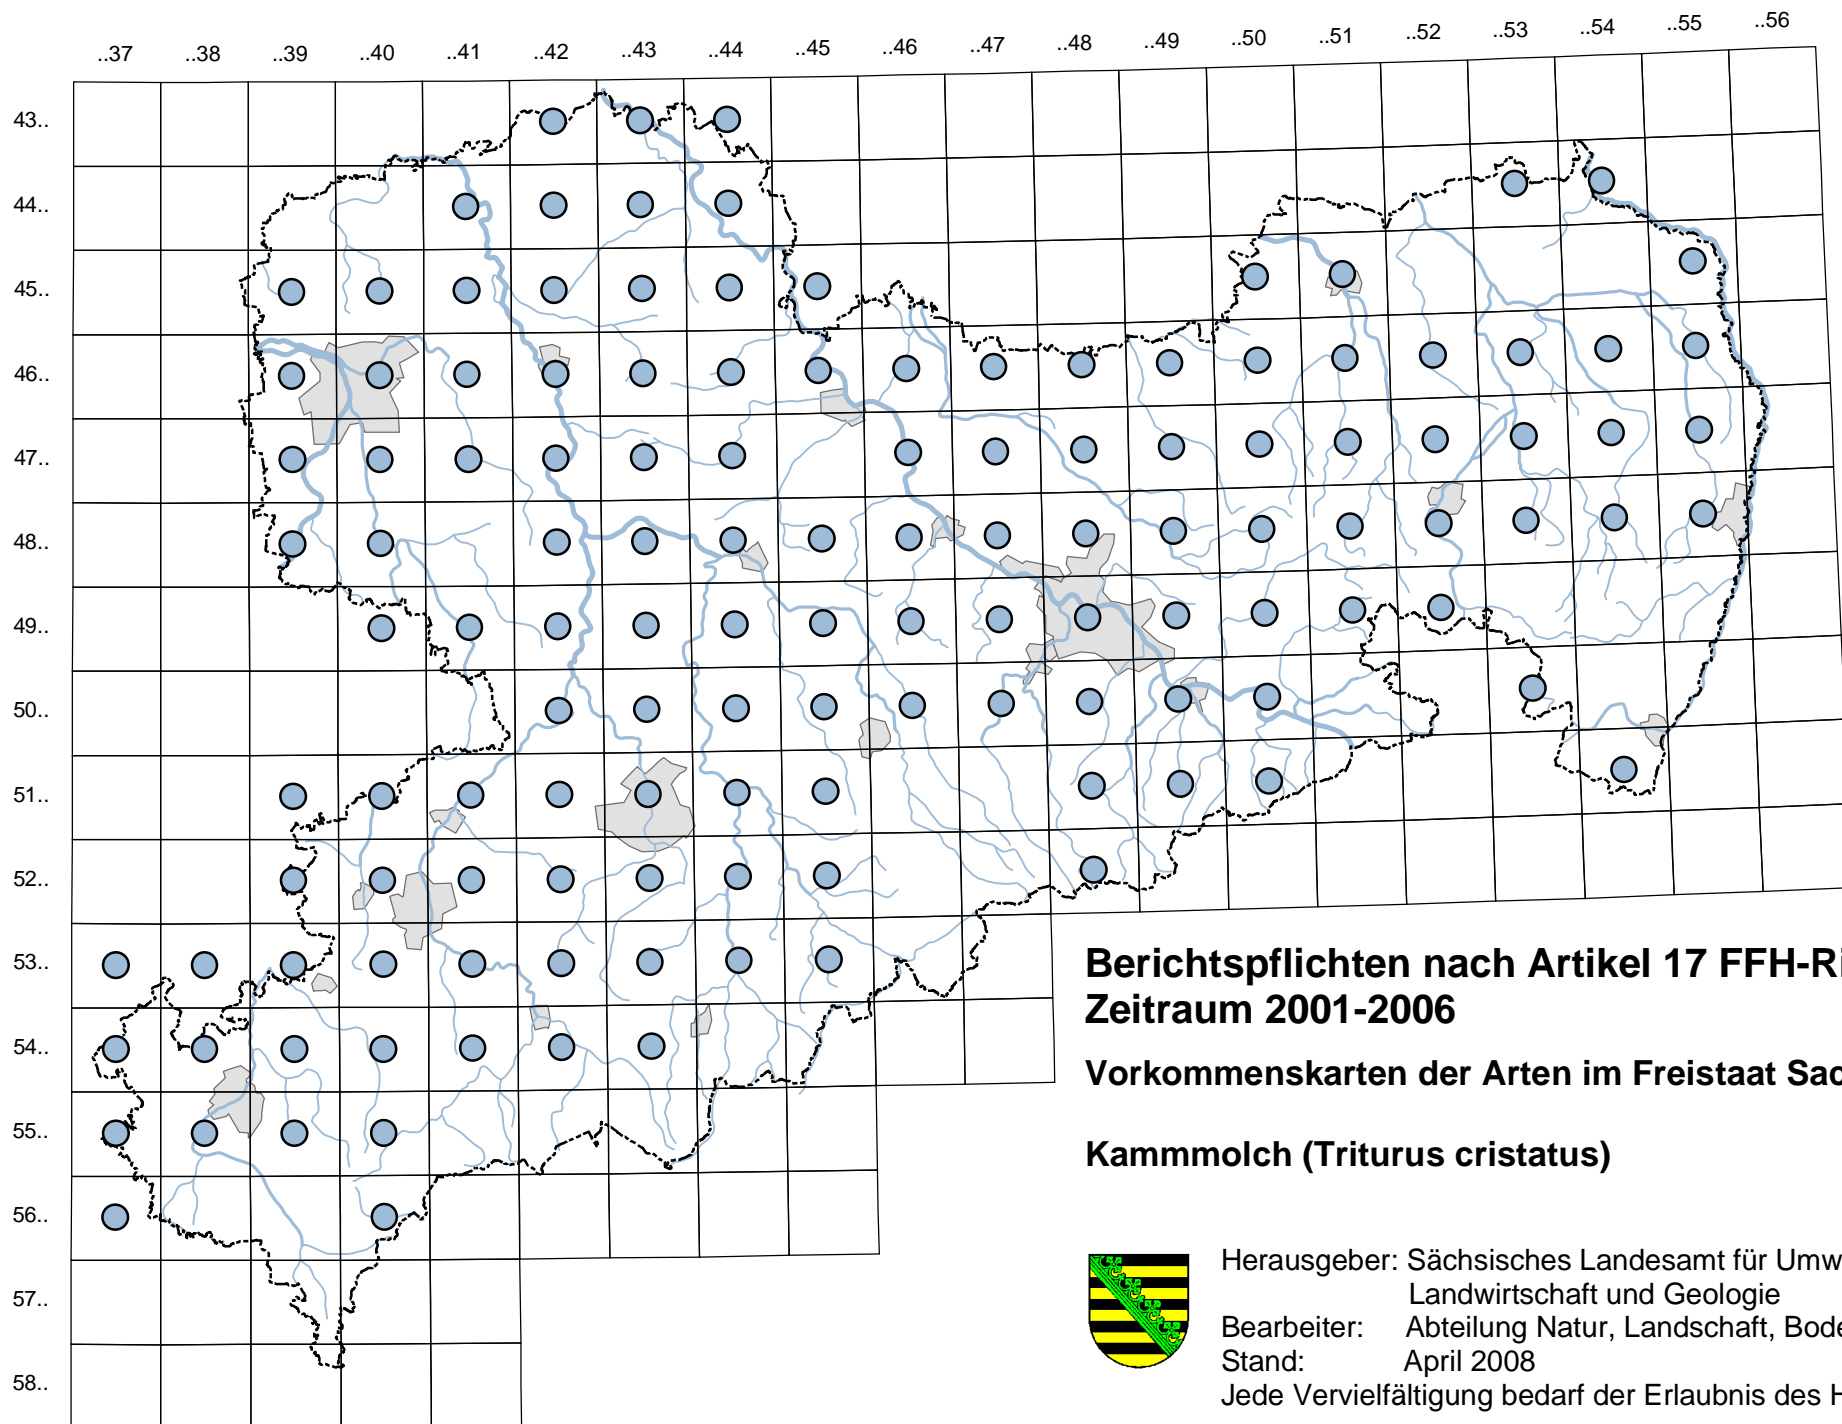 ..37 ..38 ..39 ..40 ..41 ..42 ..43 ..44 ..45 ..46 ..47 ..48 ..49 ..50 ..51 ..52 ..53 ..54 ..55 ..56
43..
44..
45..
46..
47..
48..
49..
50..
51..
52..
53..
54..
55..
56..
57..
58..
Berichtspflichten nach Artikel 17 FFH-Ri
Zeitraum 2001-2006
Vorkommenskarten der Arten im Freistaat Sac
Kammmolch (Triturus cristatus)
Herausgeber: Sächsisches Landesamt für Umw
Landwirtschaft und Geologie
Bearbeiter: Abteilung Natur, Landschaft, Bode
Stand: April 2008
Jede Vervielfältigung bedarf der Erlaubnis des H